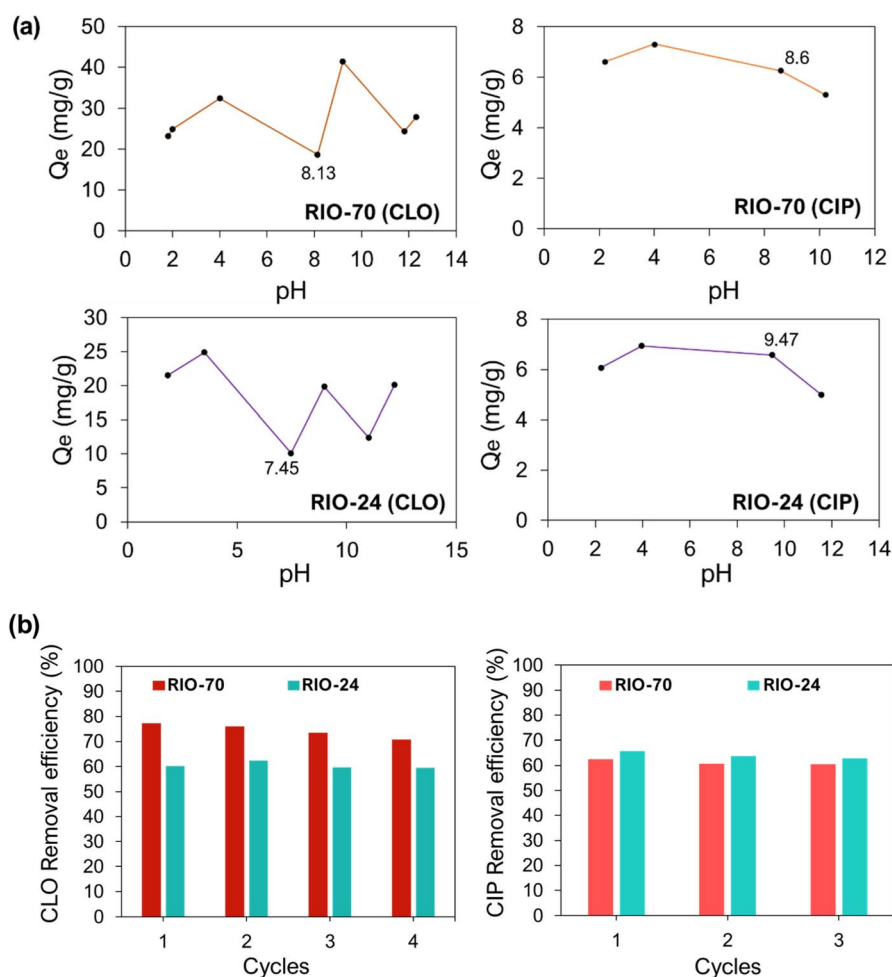 (a)
50
40
30
20
10
0
Qe (mg/g)
8.13
RIO-70 (CLO)
0 2 4 6 8 10 12 14
pH
8
6
4
2
0
Qe (mg/g)
8.6
RIO-70 (CIP)
0 2 4 6 8 10 12
pH
30
25
20
15
10
5
0
Qe (mg/g)
7.45
RIO-24 (CLO)
0 5 10 15
pH
8
6
4
2
0
Qe (mg/g)
9.47
RIO-24 (CIP)
0 2 4 6 8 10 12 14
pH
(b)
CLO Removal efficiency (%)
100
90
80
70
60
50
40
30
20
10
0
RIO-70 RIO-24
1 2 3 4
Cycles
CIP Removal efficiency (%)
100
90
80
70
60
50
40
30
20
10
0
RIO-70 RIO-24
1 2 3
Cycles